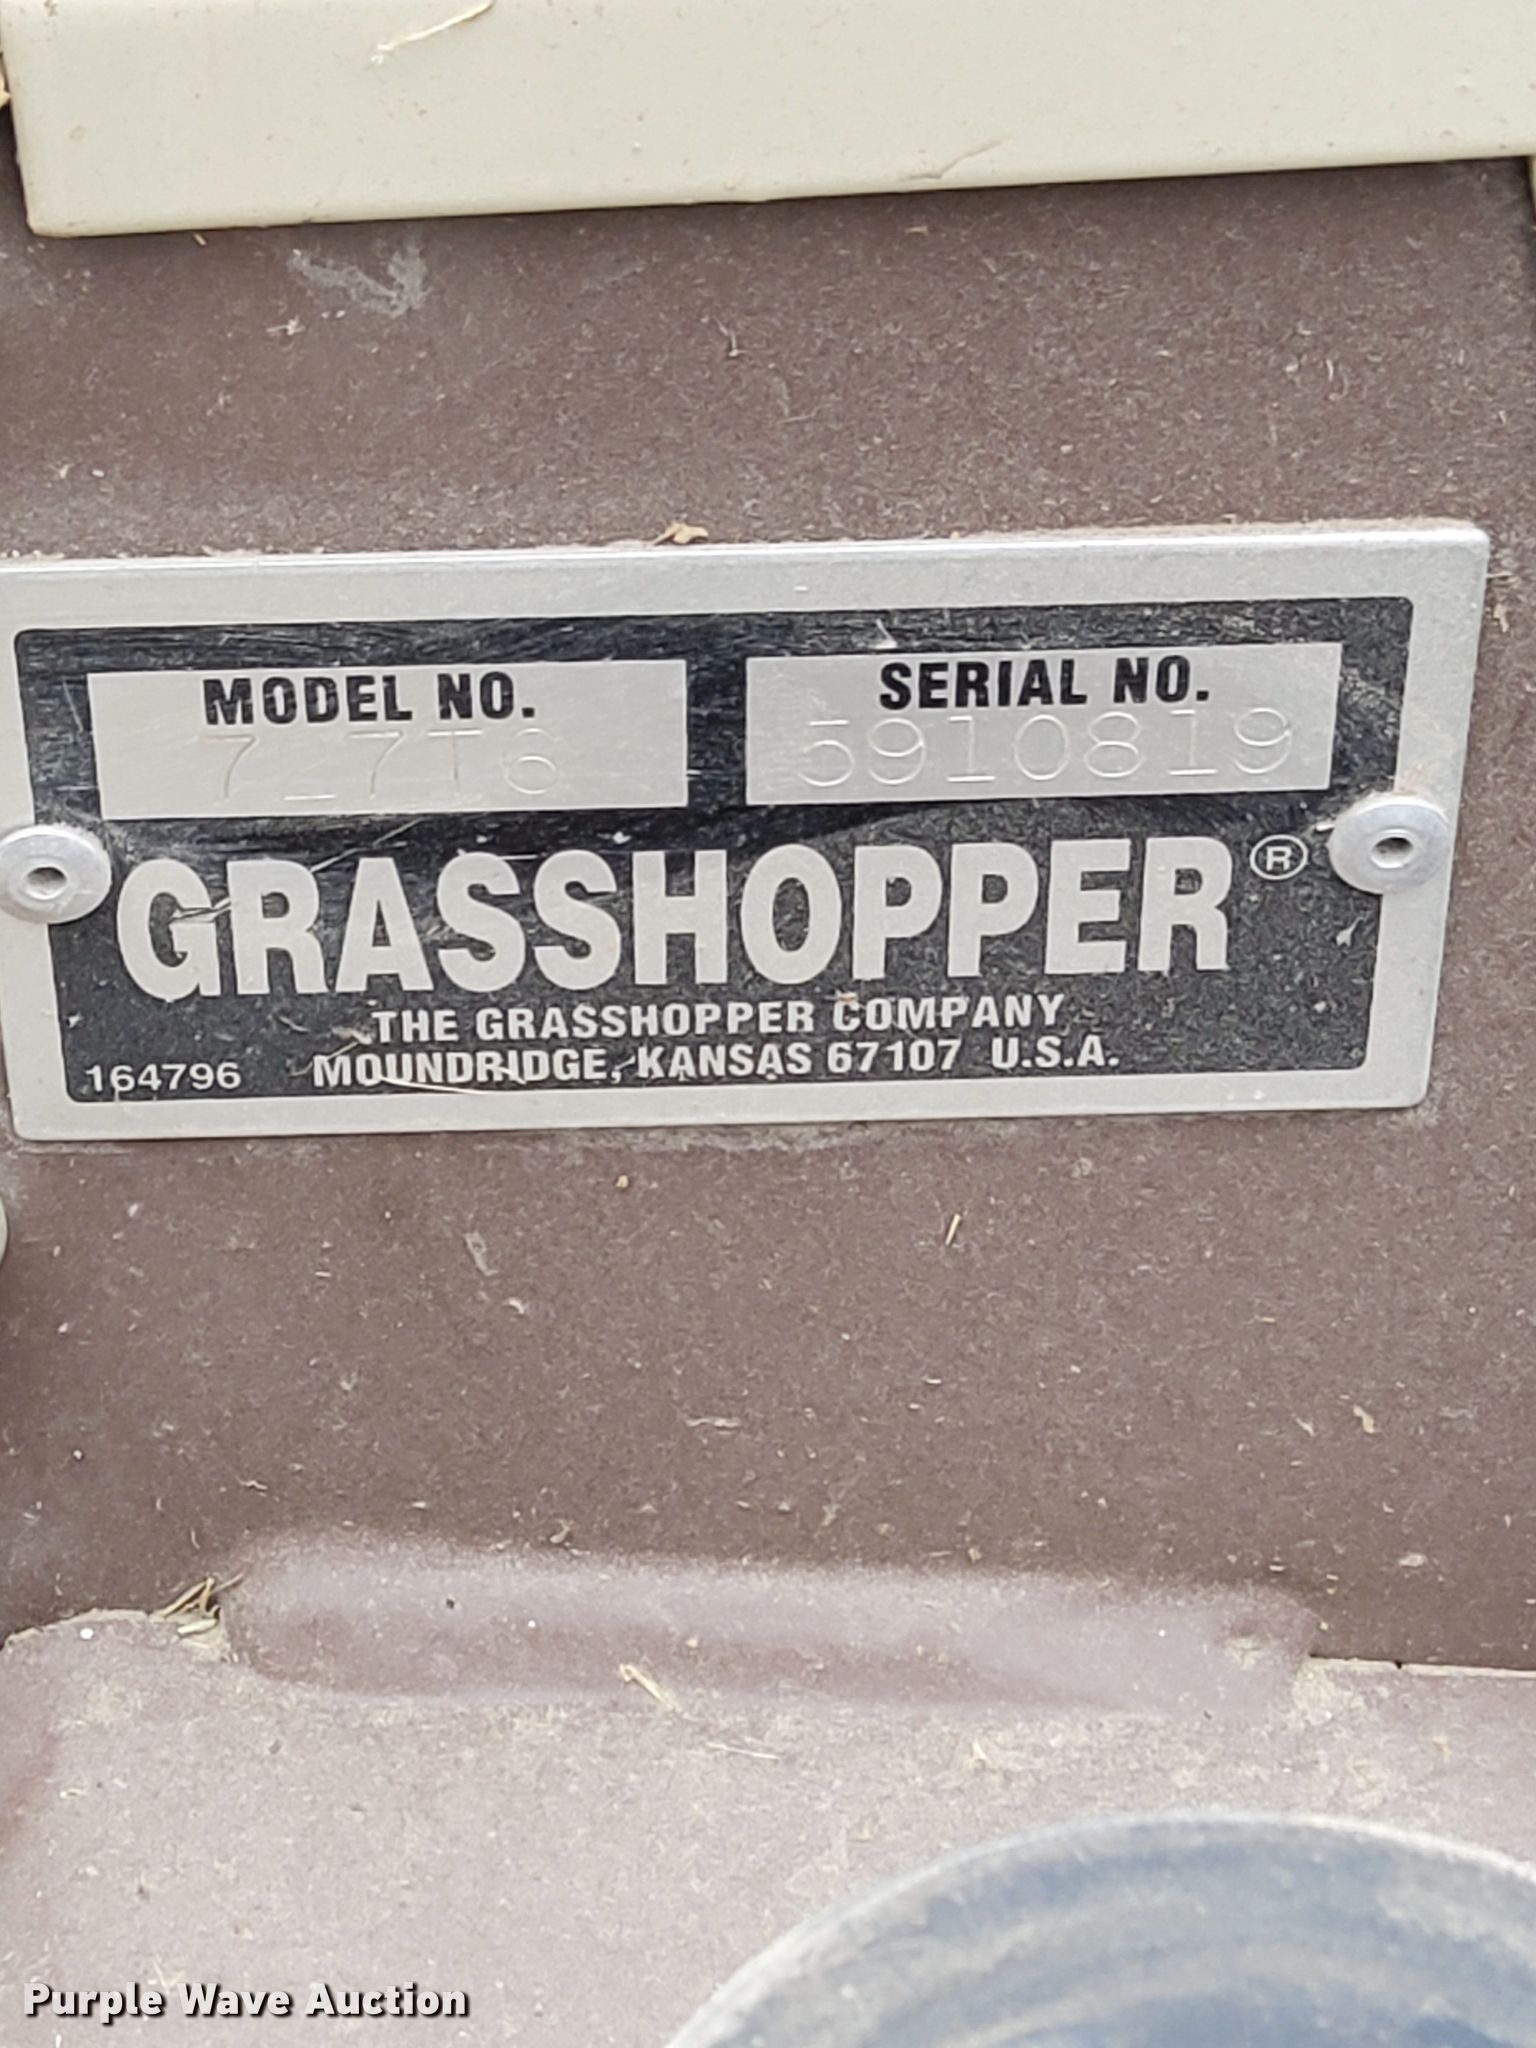 MODEL NO.
727T6
SERIAL NO.
5910819
GRASSHOPPER®
THE GRASSHOPPER COMPANY
MOUNDRIDGE, KANSAS 67107 U.S.A.
164796
Purple Wave Auction